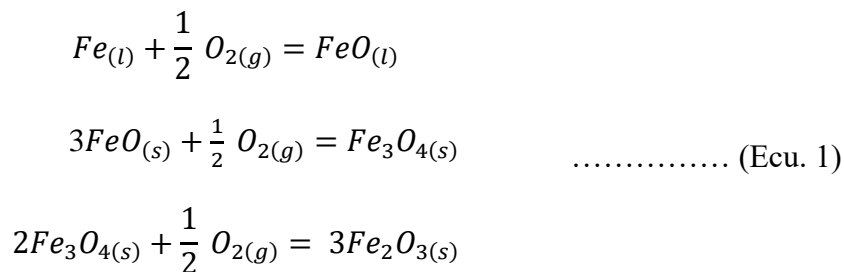 Fe(l) + 1/2 O2(g) = FeO(l)
3FeO(s) + 1/2 O2(g) = Fe3O4(s) …………… (Ecu. 1)
2Fe3O4(s) + 1/2 O2(g) = 3Fe2O3(s)